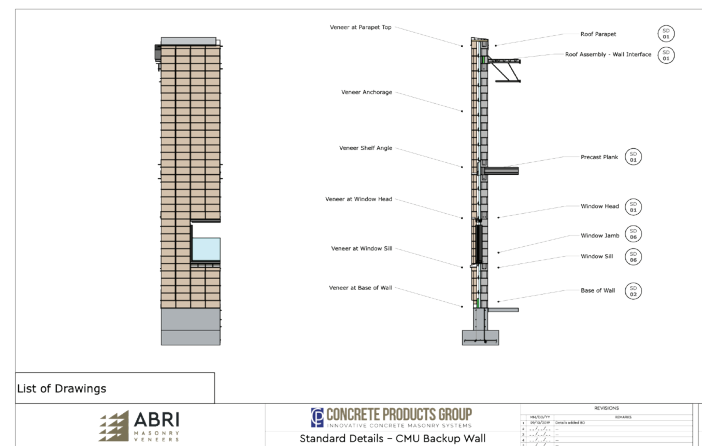 Veneer at Parapet Top
Roof Parapet
SD
01
Roof Assembly - Wall Interface
SD
01
Veneer Anchorage
Veneer Shelf Angle
Precast Plank
SD
01
Veneer at Window Head
Window Head
SD
01
Window Jamb
SD
06
Veneer at Window Sill
Window Sill
SD
06
Veneer at Base of Wall
Base of Wall
SD
02
List of Drawings
ABRI
MASONRY
VENEERS
CONCRETE PRODUCTS GROUP
INNOVATIVE CONCRETE MASONRY SYSTEMS
Standard Details - CMU Backup Wall
REVISIONS
REMARKS
Details added